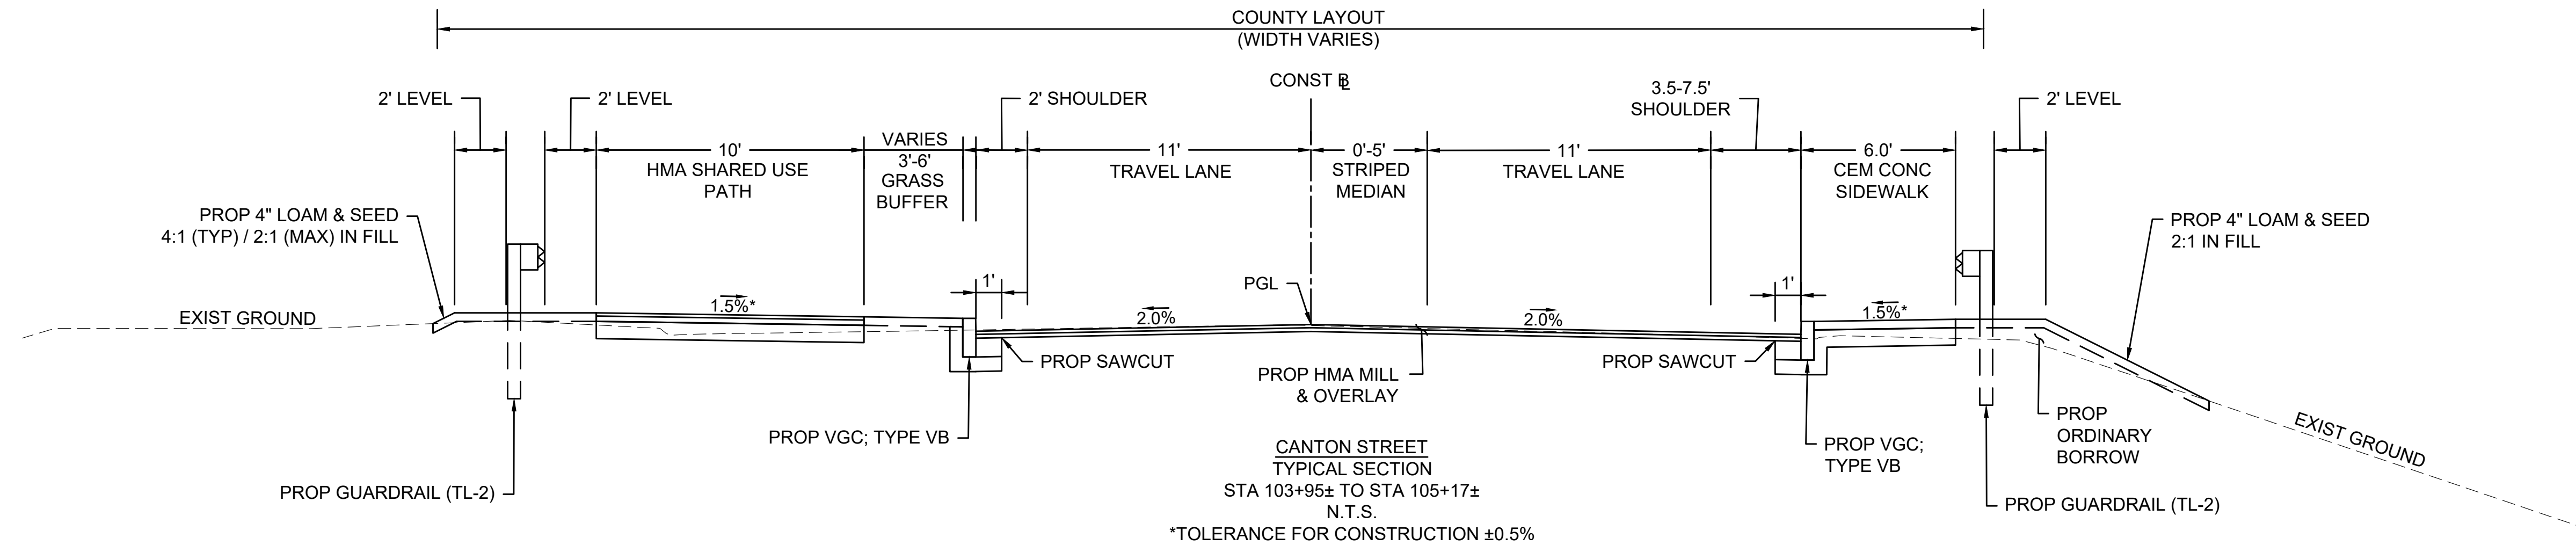 COUNTY LAYOUT
(WIDTH VARIES)
CONST BL
2' LEVEL
2' LEVEL
2' SHOULDER
3.5-7.5'
SHOULDER
2' LEVEL
10'
HMA SHARED USE
PATH
VARIES
3'-6'
GRASS
BUFFER
11'
TRAVEL LANE
0'-5'
STRIPED
MEDIAN
11'
TRAVEL LANE
6.0'
CEM CONC
SIDEWALK
PROP 4" LOAM & SEED
4:1 (TYP) / 2:1 (MAX) IN FILL
PROP 4" LOAM & SEED
2:1 IN FILL
EXIST GROUND
1.5%*
1'
2.0%
PGL
2.0%
1'
1.5%*
PROP SAWCUT
PROP HMA MILL
& OVERLAY
PROP SAWCUT
PROP VGC; TYPE VB
PROP VGC;
TYPE VB
PROP
ORDINARY
BORROW
EXIST GROUND
PROP GUARDRAIL (TL-2)
PROP GUARDRAIL (TL-2)
CANTON STREET
TYPICAL SECTION
STA 103+95± TO STA 105+17±
N.T.S.
*TOLERANCE FOR CONSTRUCTION ±0.5%